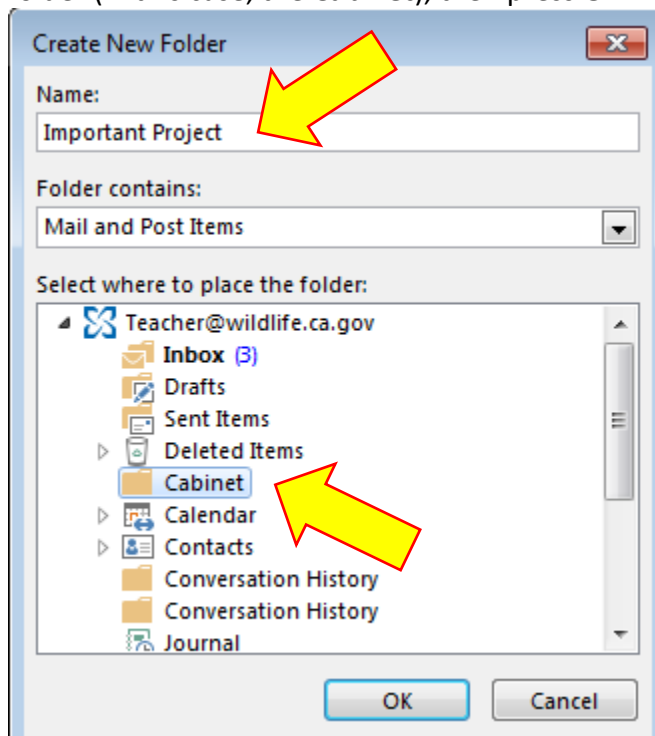 Create New Folder
Name:
Important Project
Folder contains:
Mail and Post Items
Select where to place the folder:
Teacher@wildlife.ca.gov
Inbox (3)
Drafts
Sent Items
Deleted Items
Cabinet
Calendar
Contacts
Conversation History
Conversation History
Journal
OK Cancel